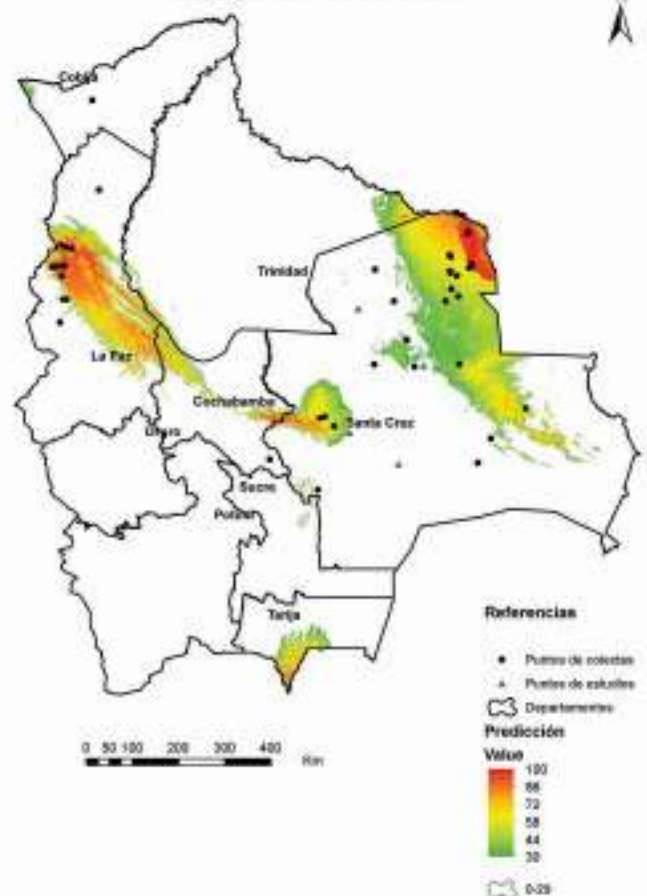 Cobija
Trinidad
La Paz
Cochabamba
Santa Cruz
Oruro
Sucre
Potosí
Tarija
Referencias
Puntos de colectas
Puntos de estudios
Departamentos
Predicción
Value
100
86
72
58
44
30
0-29
0 50 100 200 300 400
Km